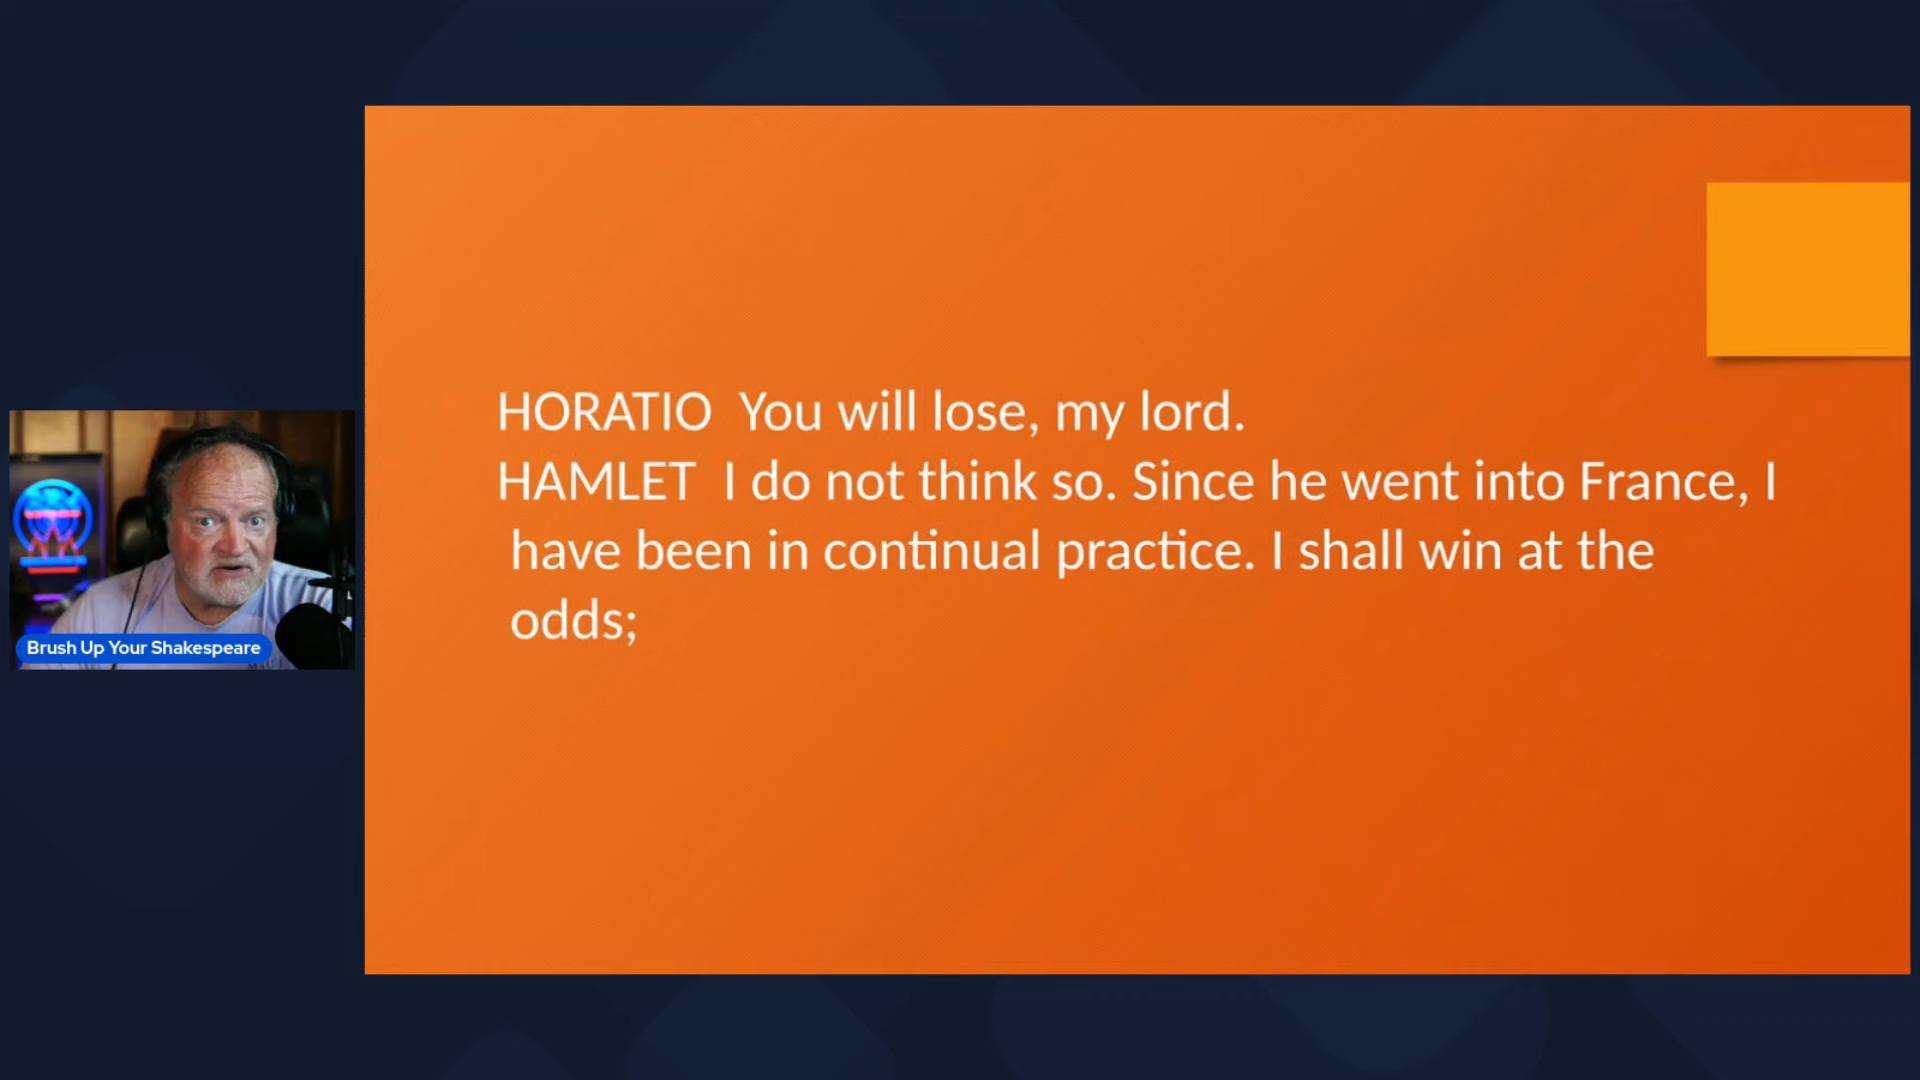 HORATIO  You will lose, my lord.
HAMLET  I do not think so. Since he went into France, I
have been in continual practice. I shall win at the
odds;
Brush Up Your Shakespeare